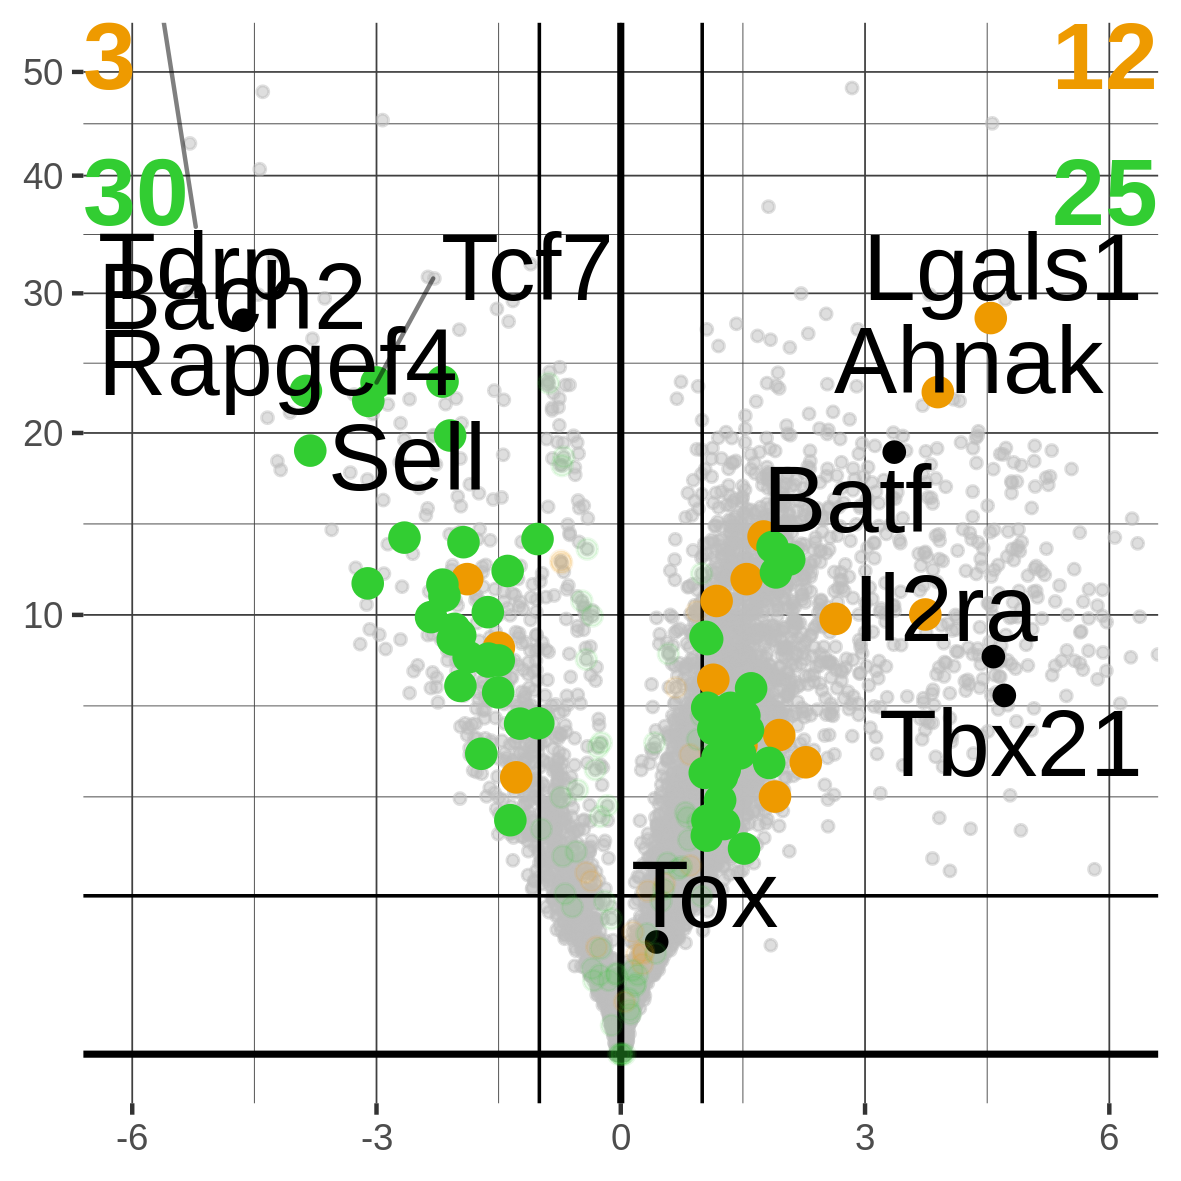 3 12
50
40
30 25
Tdrp Tcf7 Lgals1
30
Bach2
Rapgef4 Ahnak
20
Sell
Batf
10
Il2ra
Tbx21
Tox
-6 -3 0 3 6